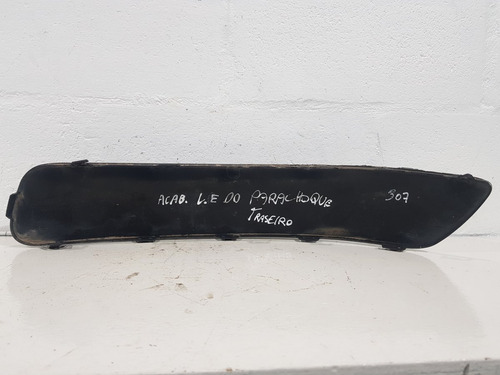 ACAB. L.E DO PARACHOQUE 307
TRASEIRO